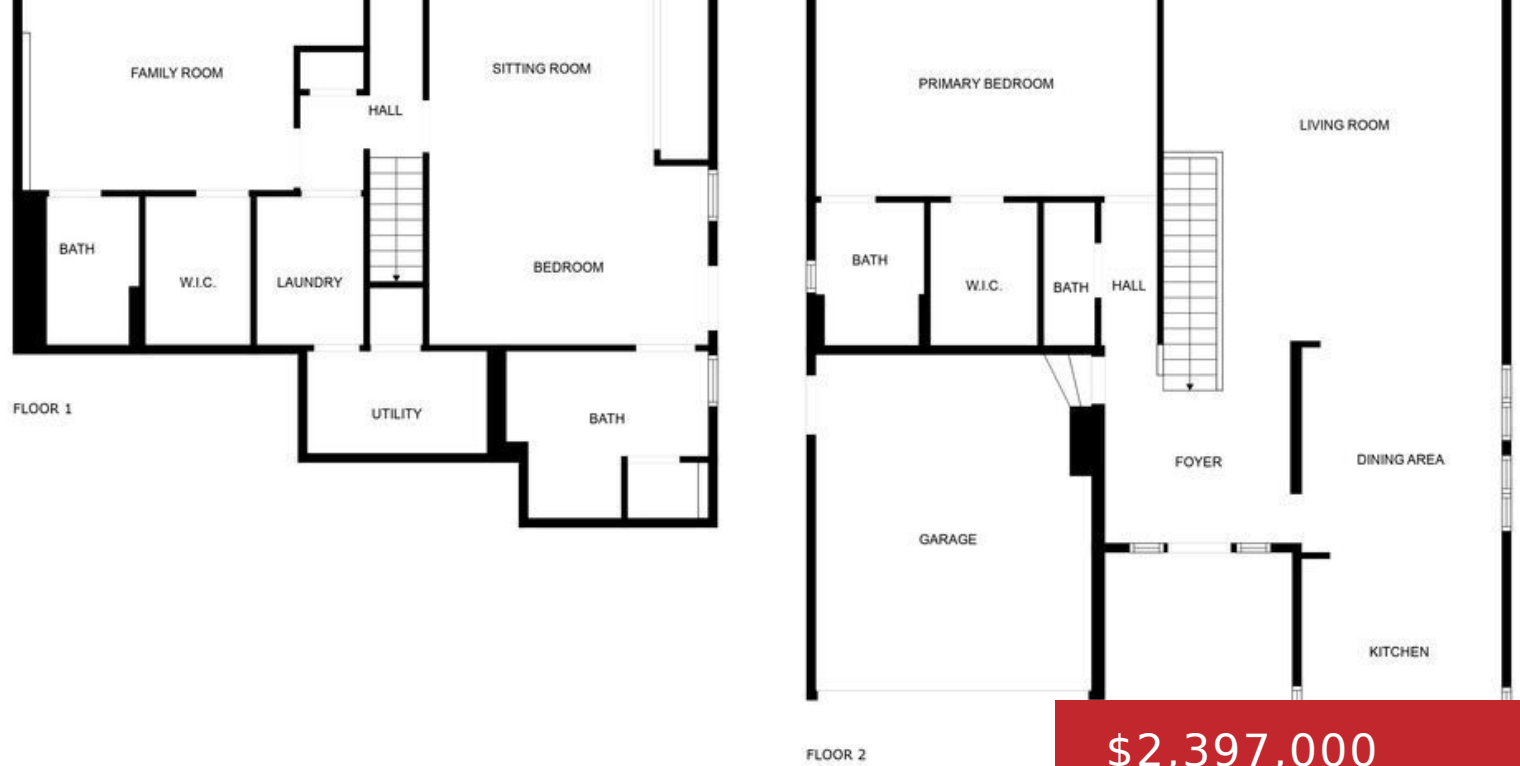 FAMILY ROOM
HALL
SITTING ROOM
BATH
W.I.C.
LAUNDRY
BEDROOM
UTILITY
BATH
FLOOR 1
PRIMARY BEDROOM
LIVING ROOM
BATH
W.I.C.
BATH
HALL
FOYER
DINING AREA
GARAGE
KITCHEN
FLOOR 2
$2,397,000